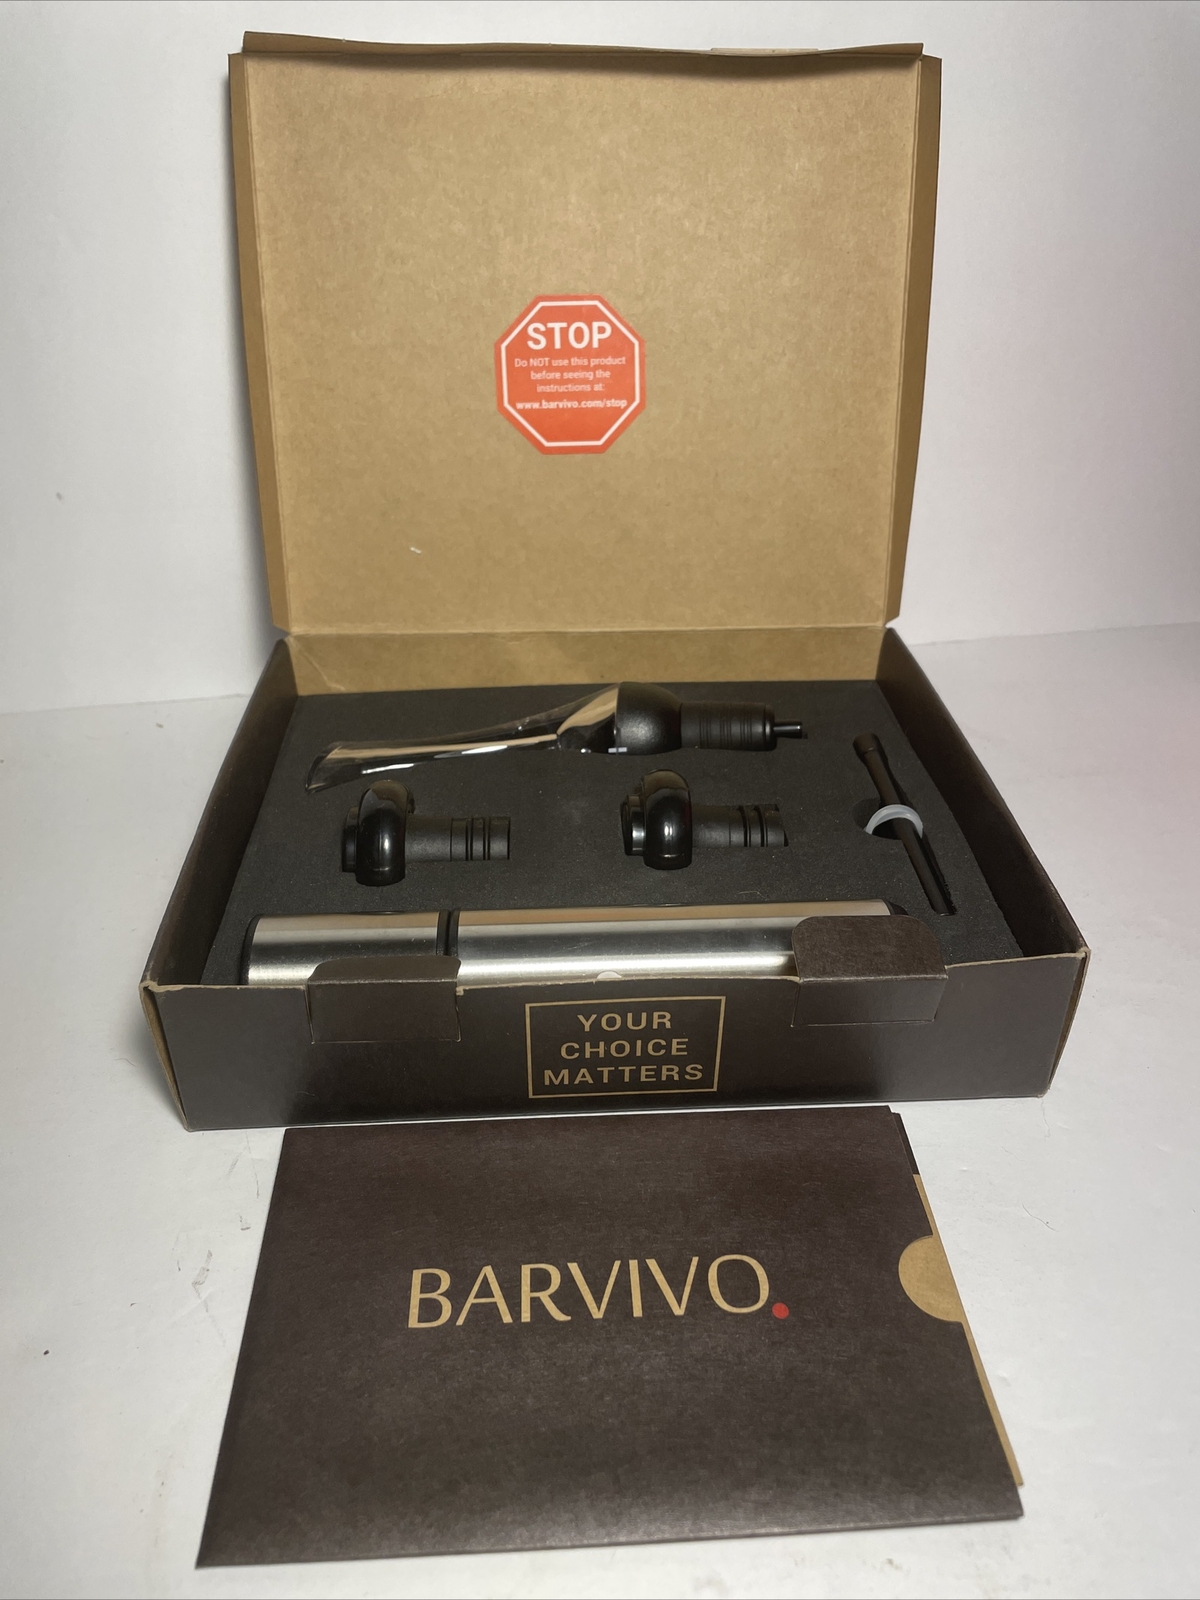 STOP
Do NOT use this product
before seeing the
instructions at:
www.barvivo.com/stop
YOUR
CHOICE
MATTERS
BARVIVO.